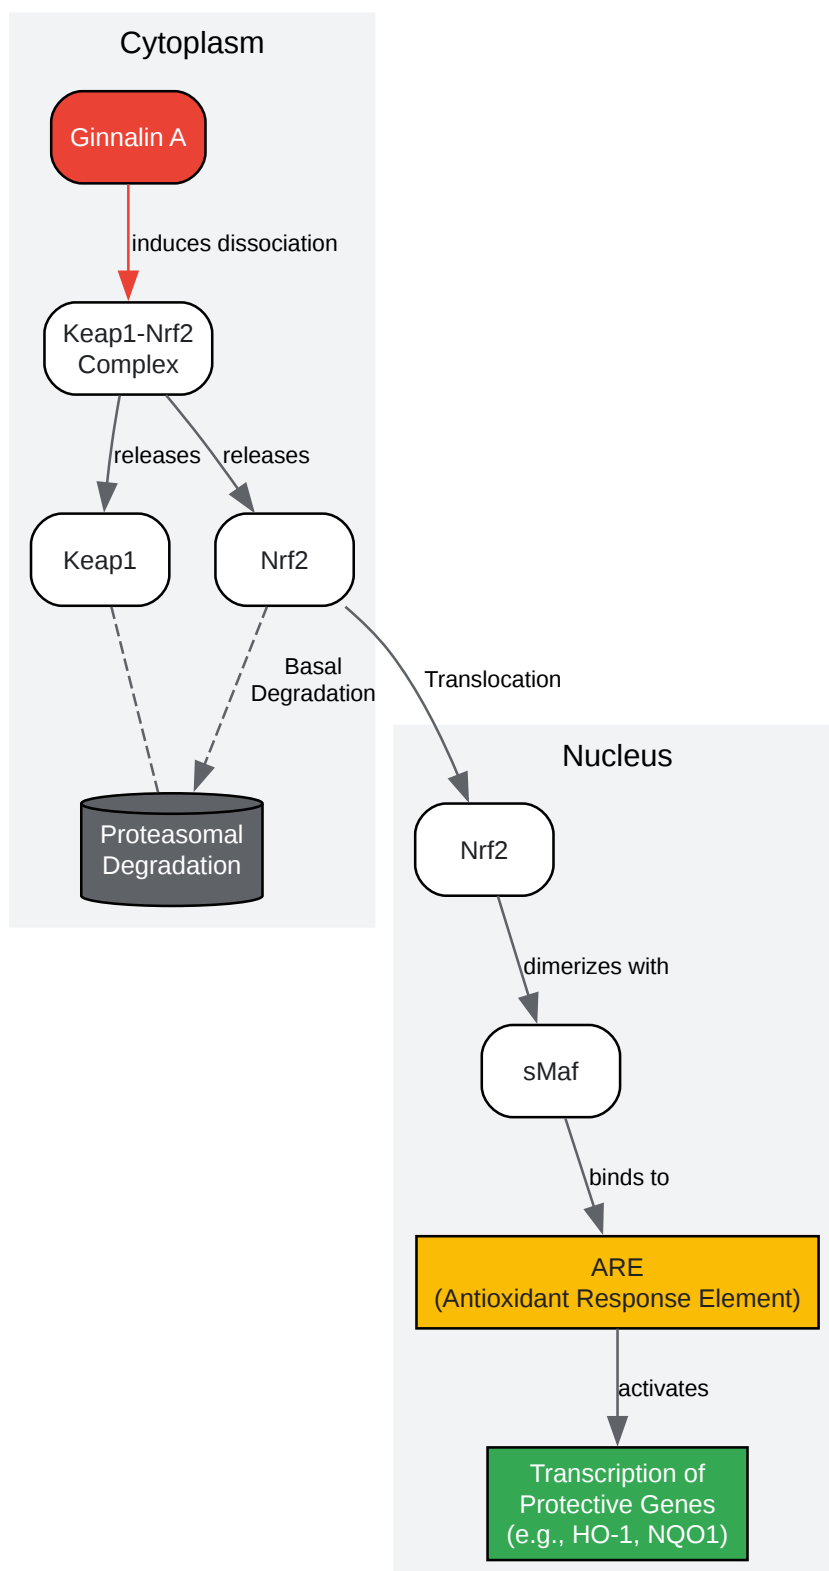 Cytoplasm
Ginnalin A
induces dissociation
Keap1-Nrf2
Complex
releases
releases
Keap1
Nrf2
Basal
Degradation
Translocation
Proteasomal
Degradation
Nucleus
Nrf2
dimerizes with
sMaf
binds to
ARE
(Antioxidant Response Element)
activates
Transcription of
Protective Genes
(e.g., HO-1, NQO1)